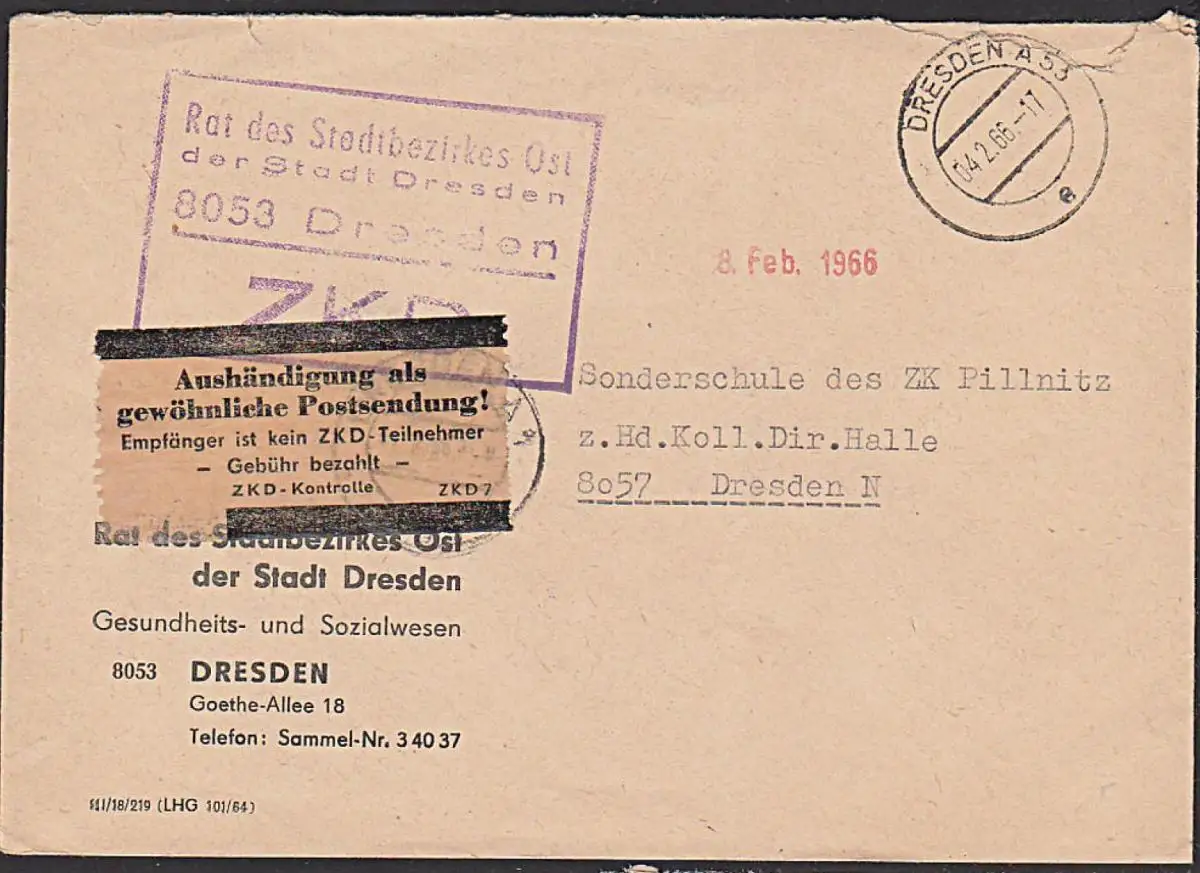 DRESDEN A 53
04.2.66.-17
e
Rat des Stadtbezirkes Ost
der Stadt Dresden
8053 Dresden
ZKD
8. Feb. 1966
Aushändigung als
gewöhnliche Postsendung!
Empfänger ist kein ZKD-Teilnehmer
– Gebühr bezahlt –
ZKD-Kontrolle ZKD 7
Sonderschule des ZK Pillnitz
z.Hd.Koll.Dir.Halle
8o57 Dresden N
Rat des Stadtbezirkes Ost
der Stadt Dresden
Gesundheits- und Sozialwesen
8053 DRESDEN
Goethe-Allee 18
Telefon: Sammel-Nr. 3 40 37
III/18/219 (LHG 101/64)